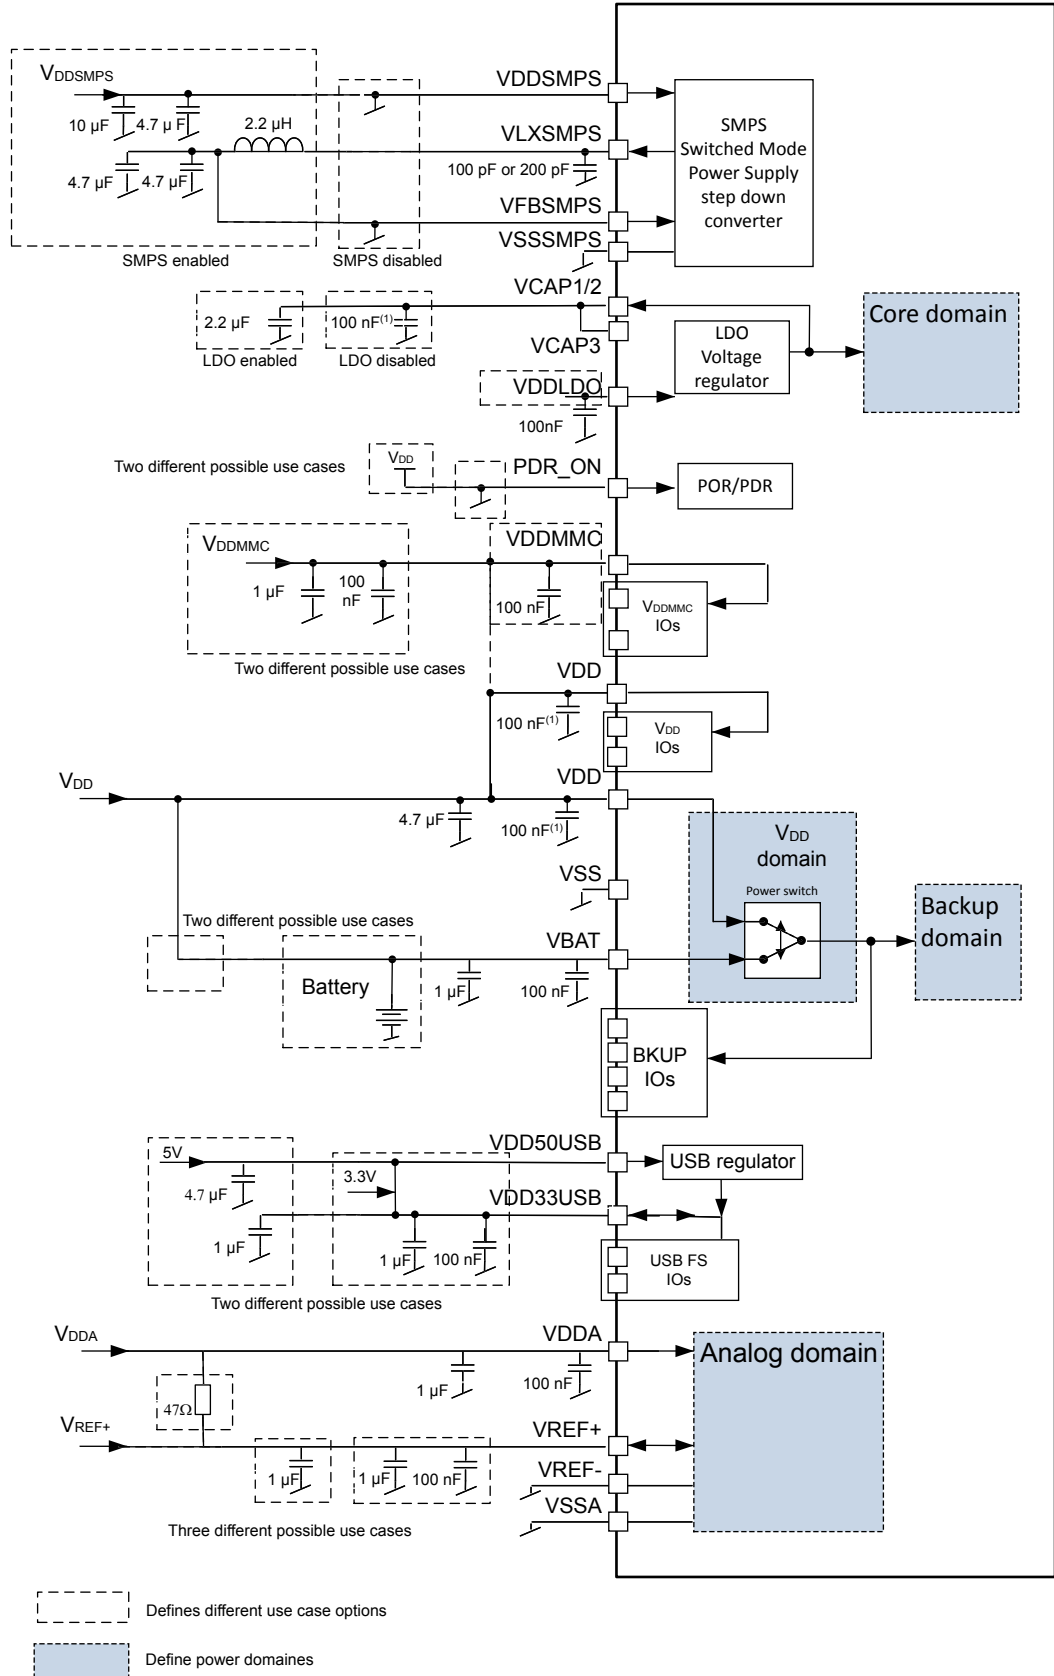 VDDSMPS
VDDSMPS
10 µF
4.7 µ F
2.2 µH
VLXSMPS
4.7 µF
4.7 µF
100 pF or 200 pF
VFBSMPS
VSSSMPS
SMPS
Switched Mode
Power Supply
step down
converter
SMPS enabled
SMPS disabled
VCAP1/2
2.2 µF
100 nF(1)
LDO enabled
LDO disabled
VCAP3
LDO
Voltage
regulator
Core domain
VDDLDO
100nF
Two different possible use cases
VDD
PDR_ON
POR/PDR
VDDMMC
VDDMMC
1 µF
100
nF
100 nF
VDDMMC
IOs
Two different possible use cases
VDD
100 nF(1)
VDD
IOs
VDD
VDD
4.7 µF
100 nF(1)
VDD
domain
Power switch
VSS
Two different possible use cases
VBAT
Battery
1 µF
100 nF
Backup
domain
BKUP
IOs
5V
VDD50USB
USB regulator
4.7 µF
3.3V
VDD33USB
1 µF
1 µF
100 nF
USB FS
IOs
Two different possible use cases
VDDA
VDDA
Analog domain
1 µF
100 nF
47Ω
VREF+
VREF+
1 µF
1 µF
100 nF
VREF-
VSSA
Three different possible use cases
Defines different use case options
Define power domaines